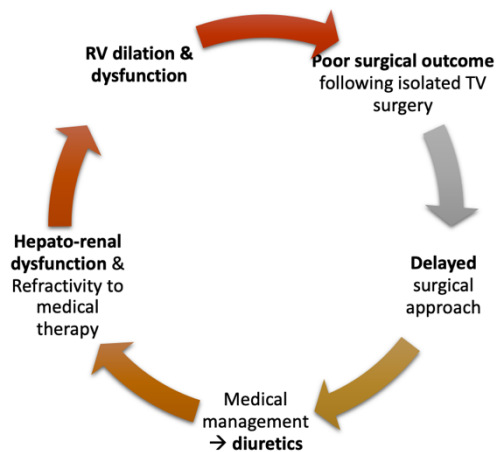 RV dilation &
dysfunction
Poor surgical outcome
following isolated TV
surgery
Delayed
surgical
approach
Medical
management
→ diuretics
Hepato-renal
dysfunction &
Refractivity to
medical
therapy